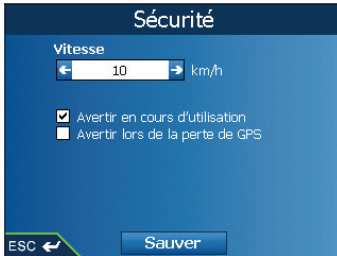 Sécurité
Vitesse
10 km/h
Avertir en cours d'utilisation
Avertir lors de la perte de GPS
ESC Sauver